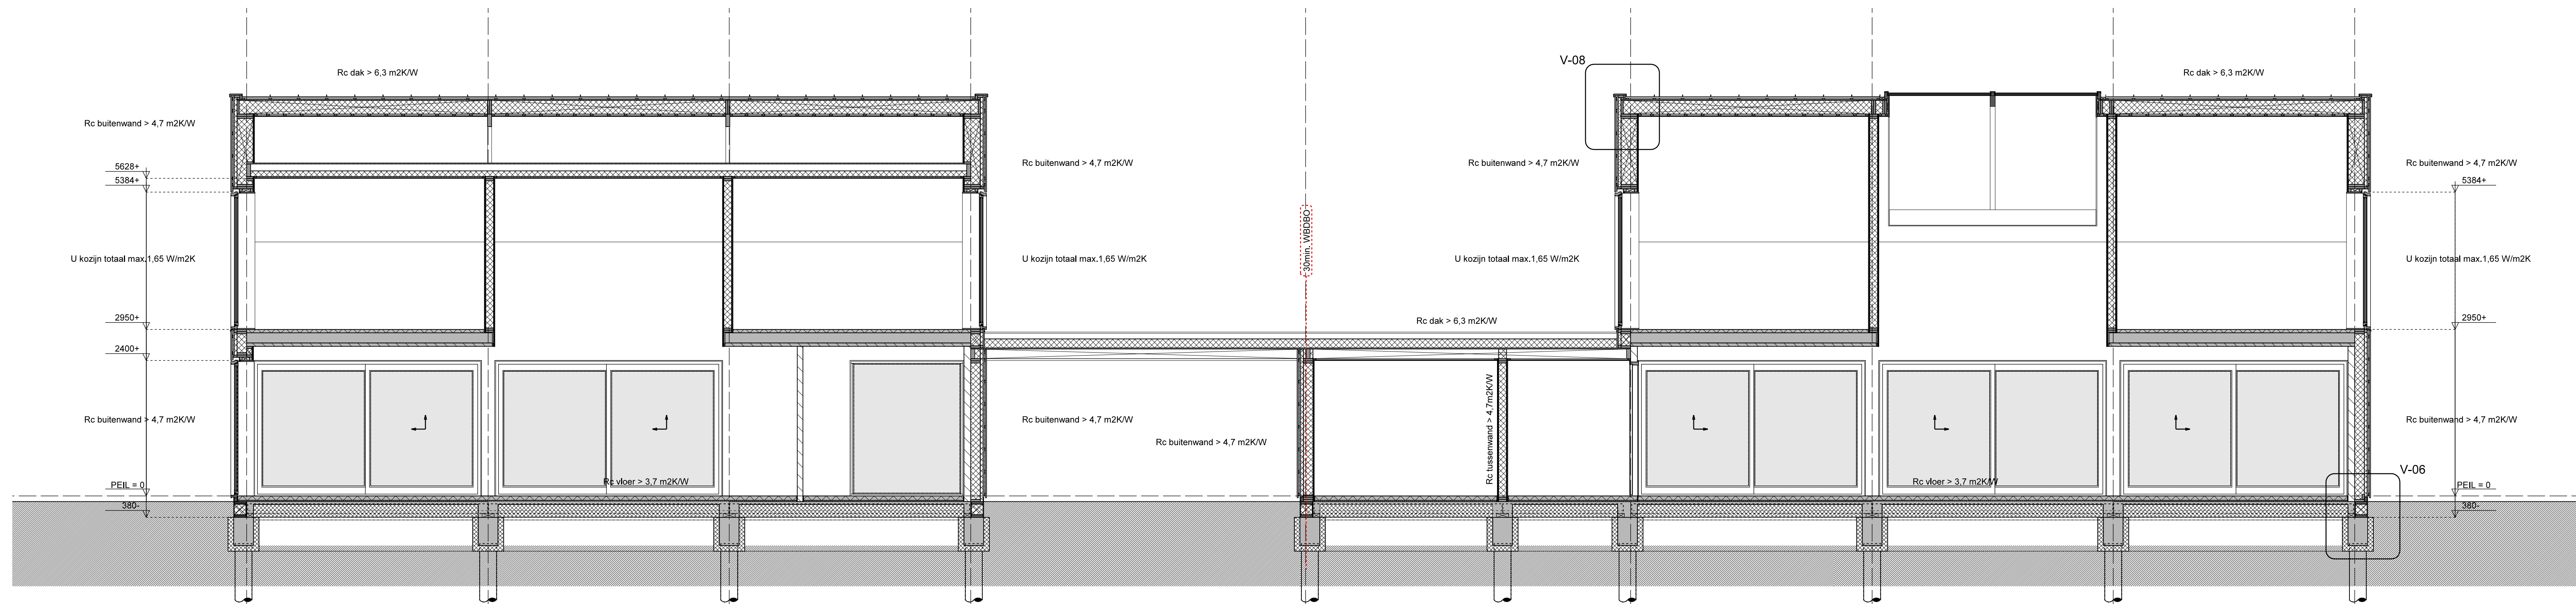 V-08
Rc dak > 6,3 m2K/W
Rc dak > 6,3 m2K/W
Rc buitenwand > 4,7 m2K/W
Rc buitenwand > 4,7 m2K/W
Rc buitenwand > 4,7 m2K/W
Rc buitenwand > 4,7 m2K/W
5628+
5384+
5384+
30min. WBDBO
U kozijn totaal max.1,65 W/m2K
U kozijn totaal max.1,65 W/m2K
U kozijn totaal max.1,65 W/m2K
U kozijn totaal max.1,65 W/m2K
2950+
Rc dak > 6,3 m2K/W
2950+
2400+
Rc buitenwand > 4,7 m2K/W
Rc buitenwand > 4,7 m2K/W
Rc buitenwand > 4,7 m2K/W
Rc buitenwand > 4,7 m2K/W
Rc tussenwand > 4,7m2K/W
V-06
PEIL = 0
Rc vloer > 3,7 m2K/W
Rc vloer > 3,7 m2K/W
PEIL = 0
380-
380-